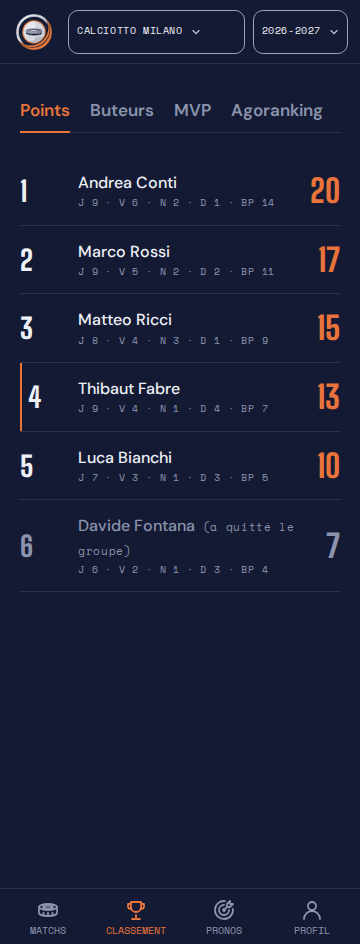 CALCIOTTO MILANO
2026-2027
Points Buteurs MVP Agoranking
1 Andrea Conti 20
J 9 · V 6 · N 2 · D 1 · BP 14
2 Marco Rossi 17
J 9 · V 5 · N 2 · D 2 · BP 11
3 Matteo Ricci 15
J 8 · V 4 · N 3 · D 1 · BP 9
4 Thibaut Fabre 13
J 9 · V 4 · N 1 · D 4 · BP 7
5 Luca Bianchi 10
J 7 · V 3 · N 1 · D 3 · BP 5
6 Davide Fontana (a quitté le 7
groupe)
J 6 · V 2 · N 1 · D 3 · BP 4
MATCHS CLASSEMENT PRONOS PROFIL